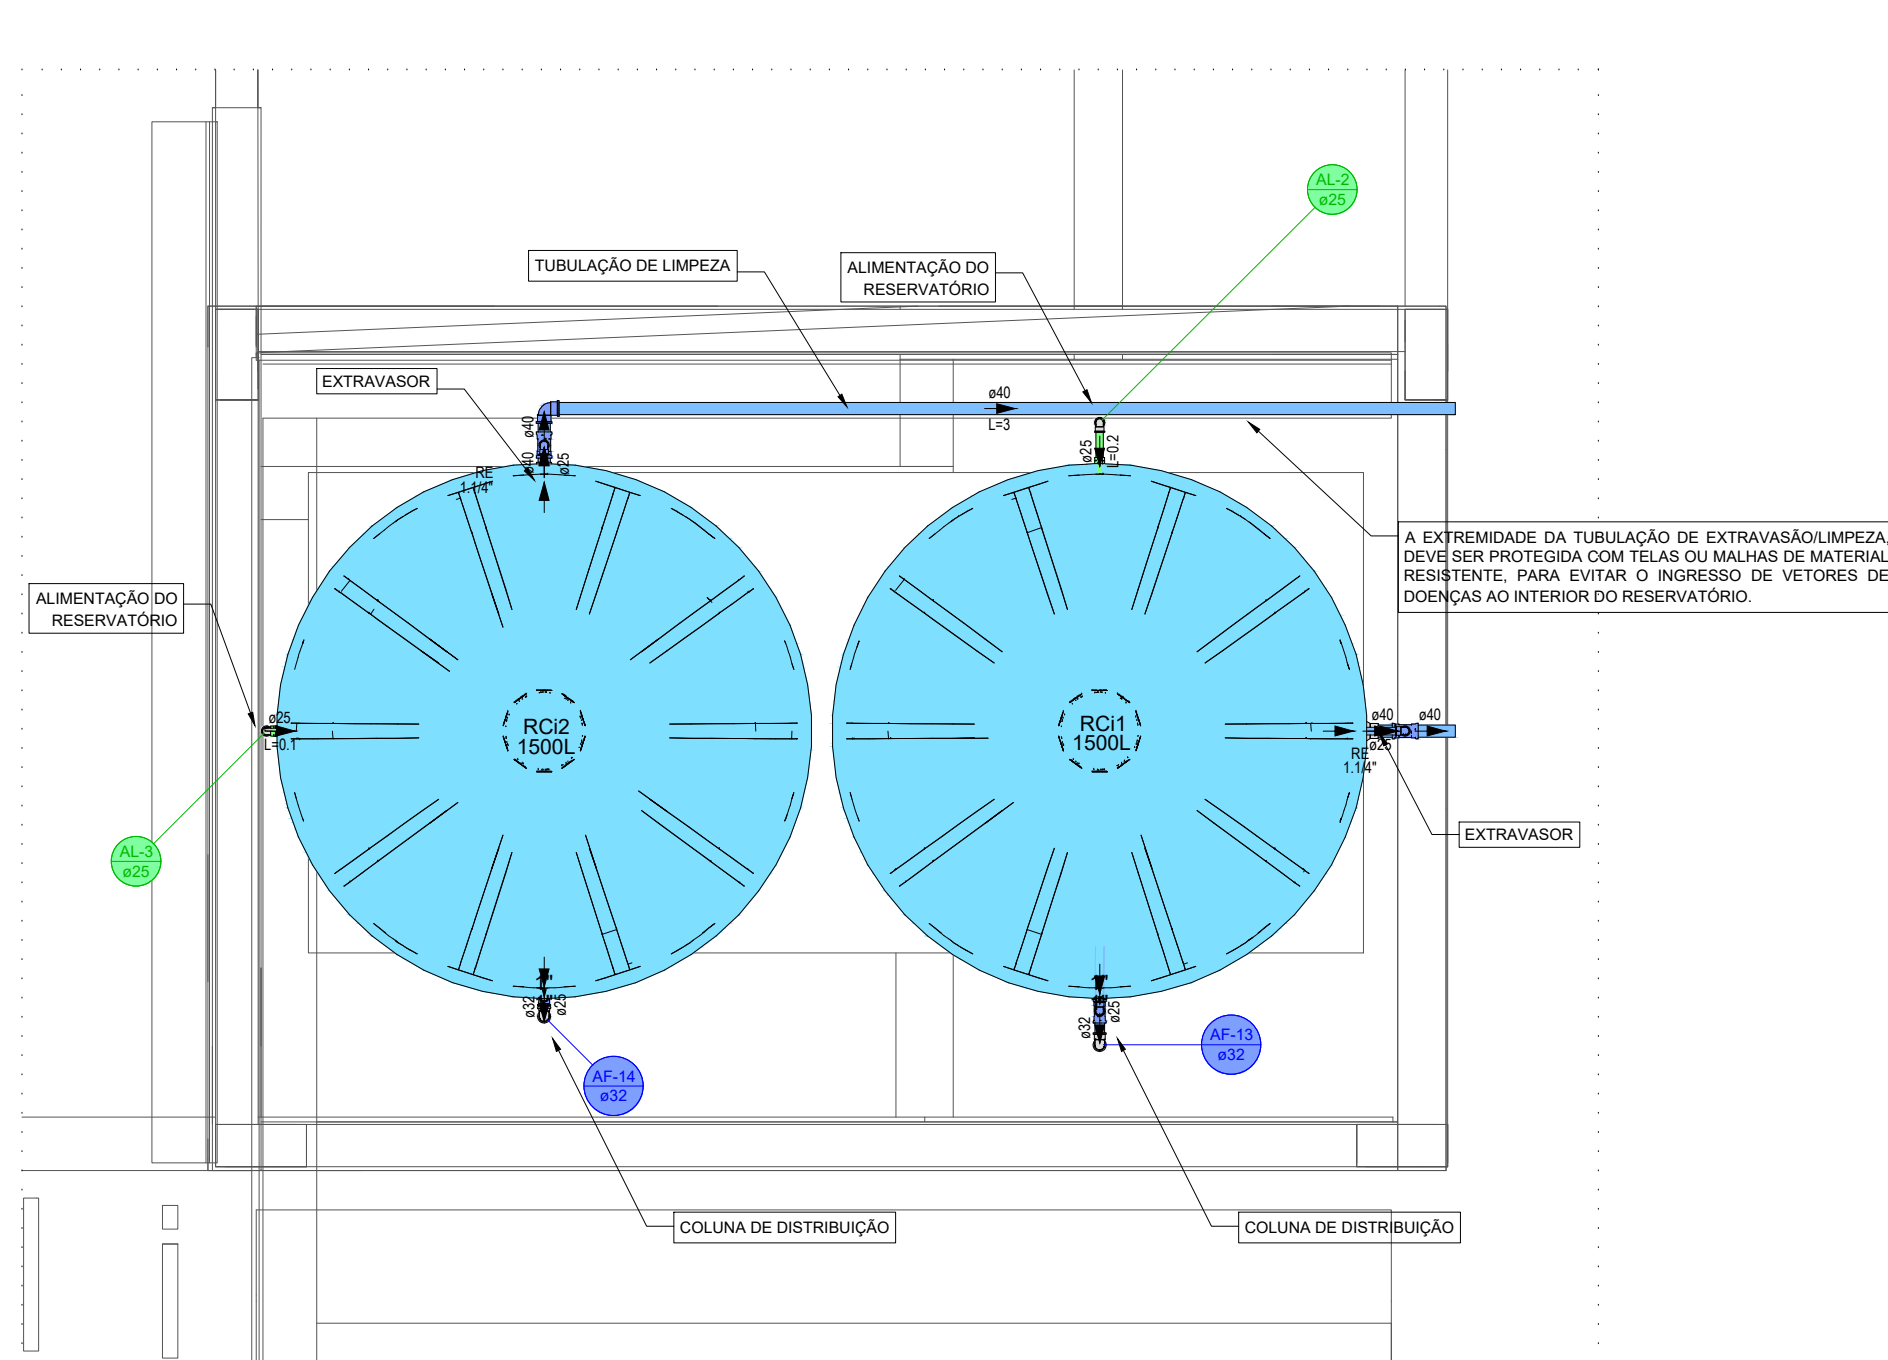 AL-2
ø25
TUBULAÇÃO DE LIMPEZA
ALIMENTAÇÃO DO
RESERVATÓRIO
EXTRAVASOR
ø40
L=3
ø40
ø40
ø25
RE
1.1/4"
ø25
L=0.2
A EXTREMIDADE DA TUBULAÇÃO DE EXTRAVASÃO/LIMPEZA,
DEVE SER PROTEGIDA COM TELAS OU MALHAS DE MATERIAL
RESISTENTE, PARA EVITAR O INGRESSO DE VETORES DE
DOENÇAS AO INTERIOR DO RESERVATÓRIO.
ALIMENTAÇÃO DO
RESERVATÓRIO
ø25
L=0.1
RCi2
1500L
RCi1
1500L
ø40
ø40
ø25
RE
1.1/4"
EXTRAVASOR
AL-3
ø25
ø32
ø25
ø32
ø25
AF-14
ø32
AF-13
ø32
COLUNA DE DISTRIBUIÇÃO
COLUNA DE DISTRIBUIÇÃO